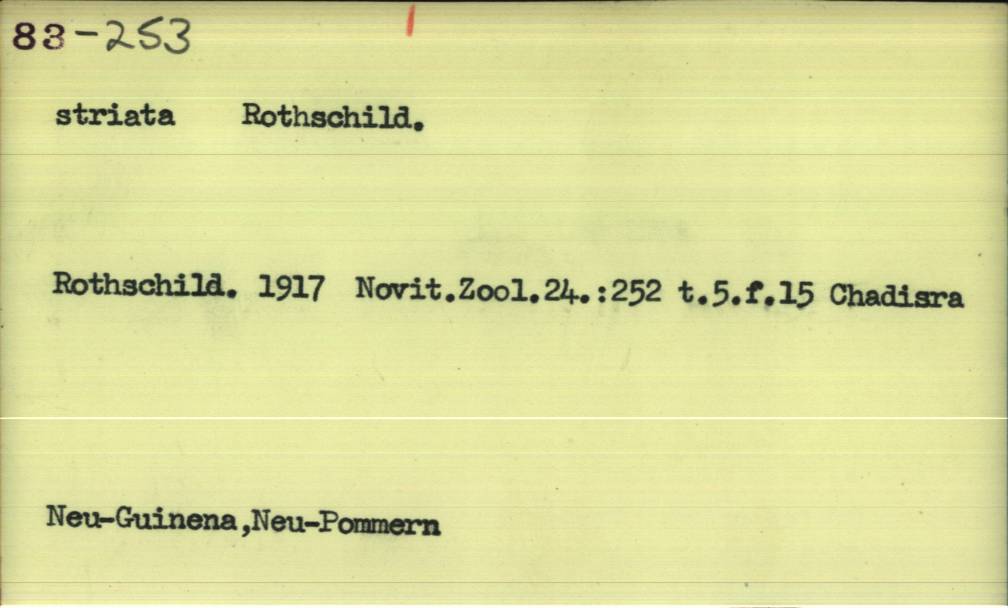 83-253
striata Rothschild.
Rothschild. 1917 Novit.Zool.24.:252 t.5.f.15 Chadisra
Neu-Guinena,Neu-Pommern